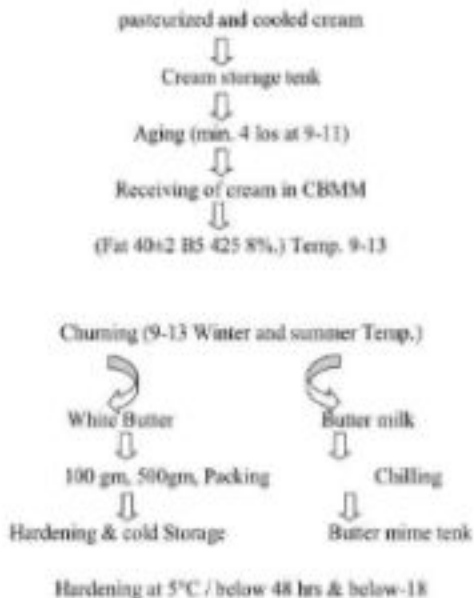 pasteurized and cooled cream
Cream storage tenk
Aging (min. 4 los at 9-11)
Receiving of cream in CBMM
(Fat 40±2 B5 425 8%.) Temp. 9-13
Churning (9-13 Winter and summer Temp.)
White Butter Butter milk
100 gm, 500gm, Packing Chilling
Hardening & cold Storage Butter mime tenk
Hardening at 5°C / below 48 hrs & below-18